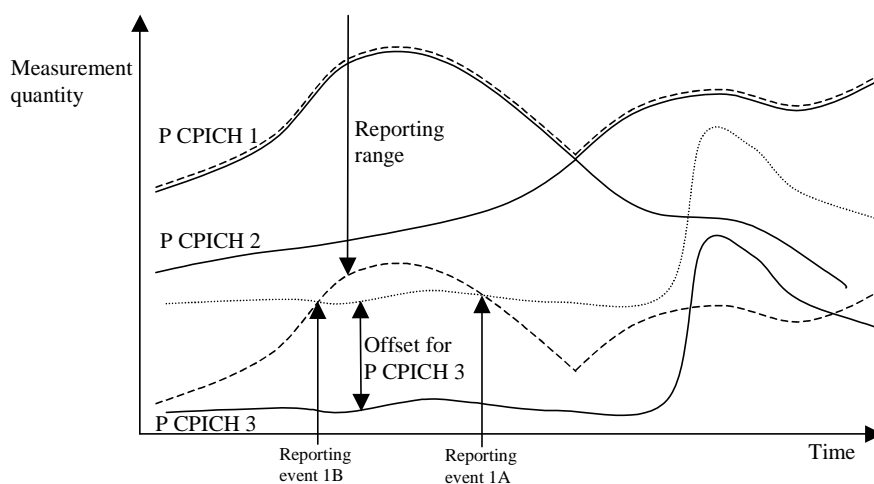 Measurement
quantity
P CPICH 1
Reporting
range
P CPICH 2
Offset for
P CPICH 3
P CPICH 3
Time
Reporting
event 1B
Reporting
event 1A